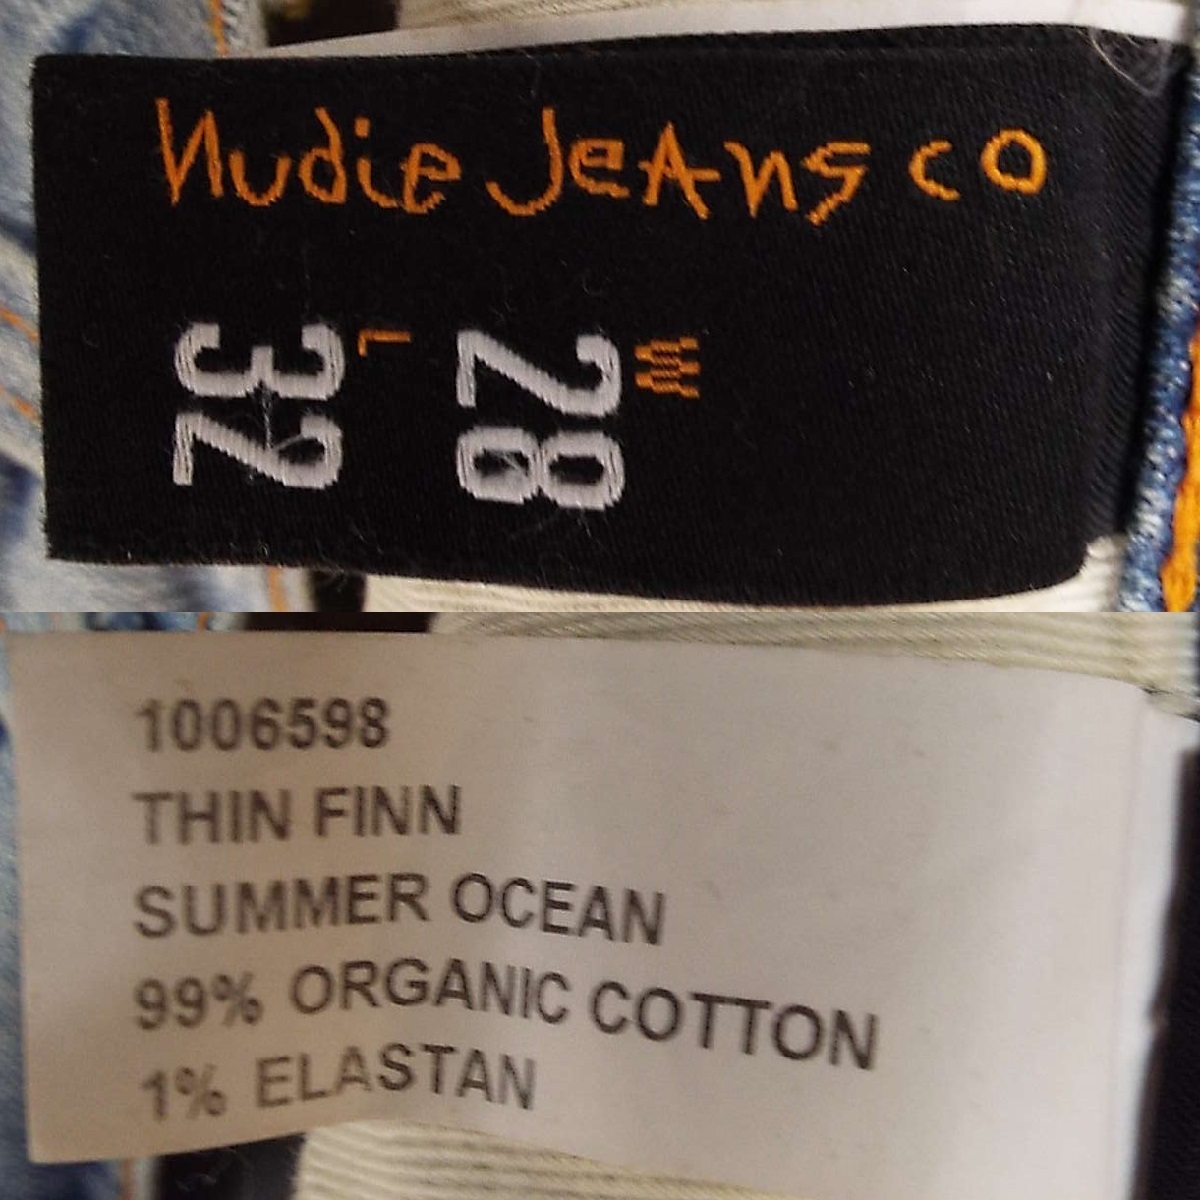 Nudie Jeans co
W
28
L
32
1006598
THIN FINN
SUMMER OCEAN
99% ORGANIC COTTON
1% ELASTAN